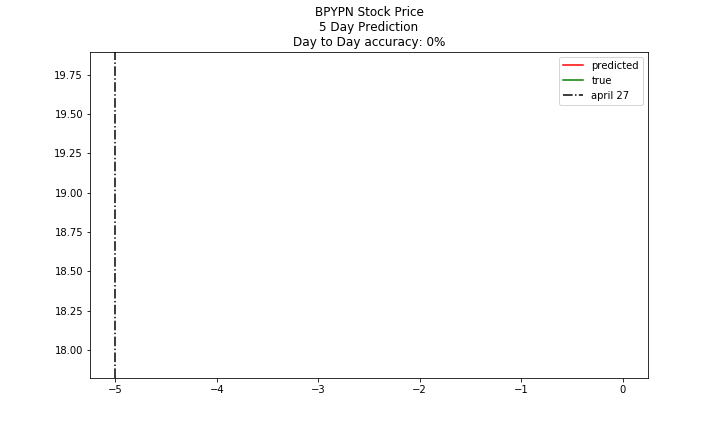 BPYPN Stock Price
5 Day Prediction
Day to Day accuracy: 0%
predicted
true
april 27
19.75
19.50
19.25
19.00
18.75
18.50
18.25
18.00
−5
−4
−3
−2
−1
0